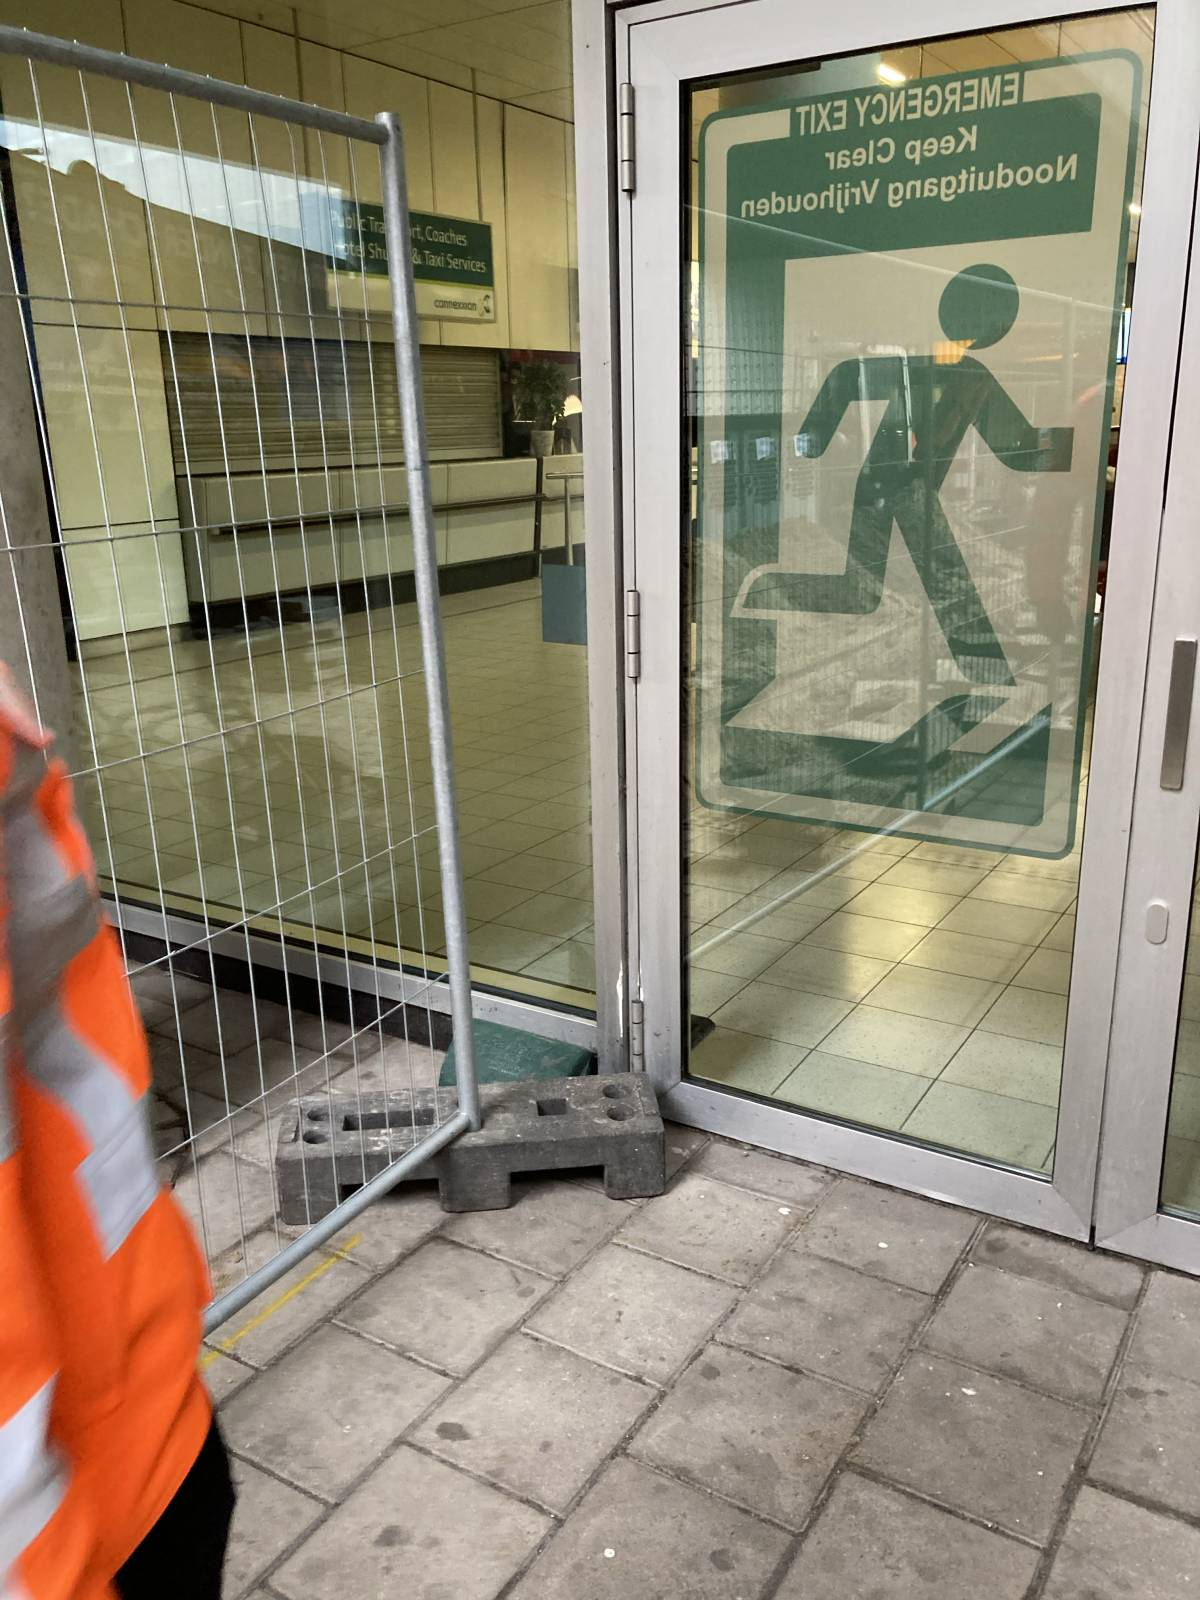 EMERGENCY EXIT
Keep Clear
Nooduitgang Vrijhouden
Public Transport, Coaches
Hotel Shuttle & Taxi Services
connexxion